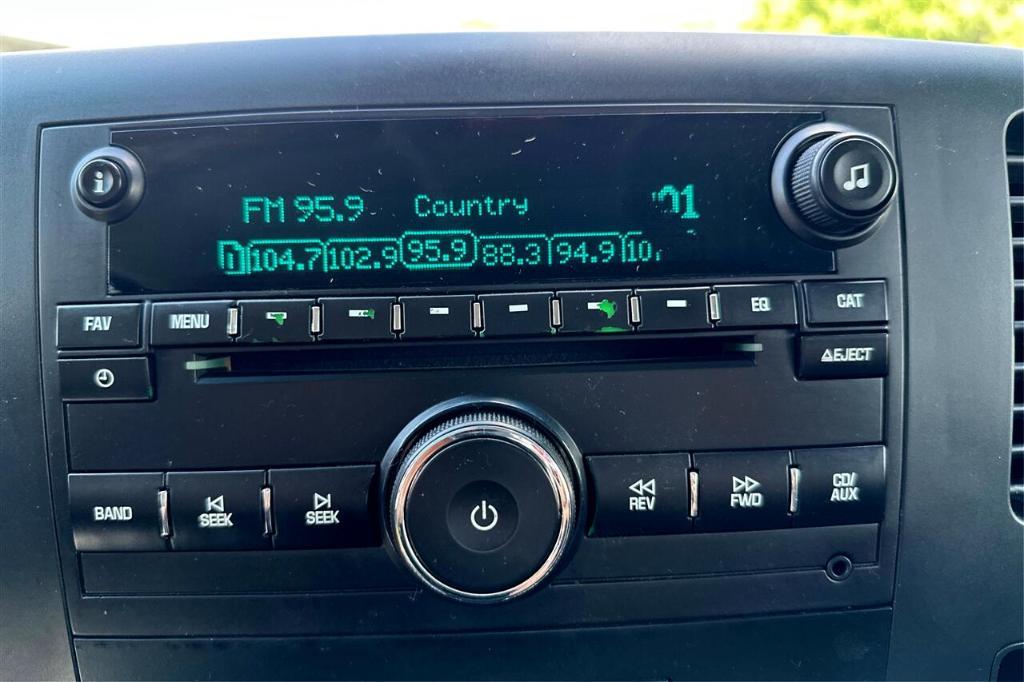 i
FM 95.9 Country
1 104.7 102.9 95.9 88.3 94.9
FAV
MENU
EQ
CAT
EJECT
BAND
SEEK
SEEK
REV
FWD
CD/
AUX